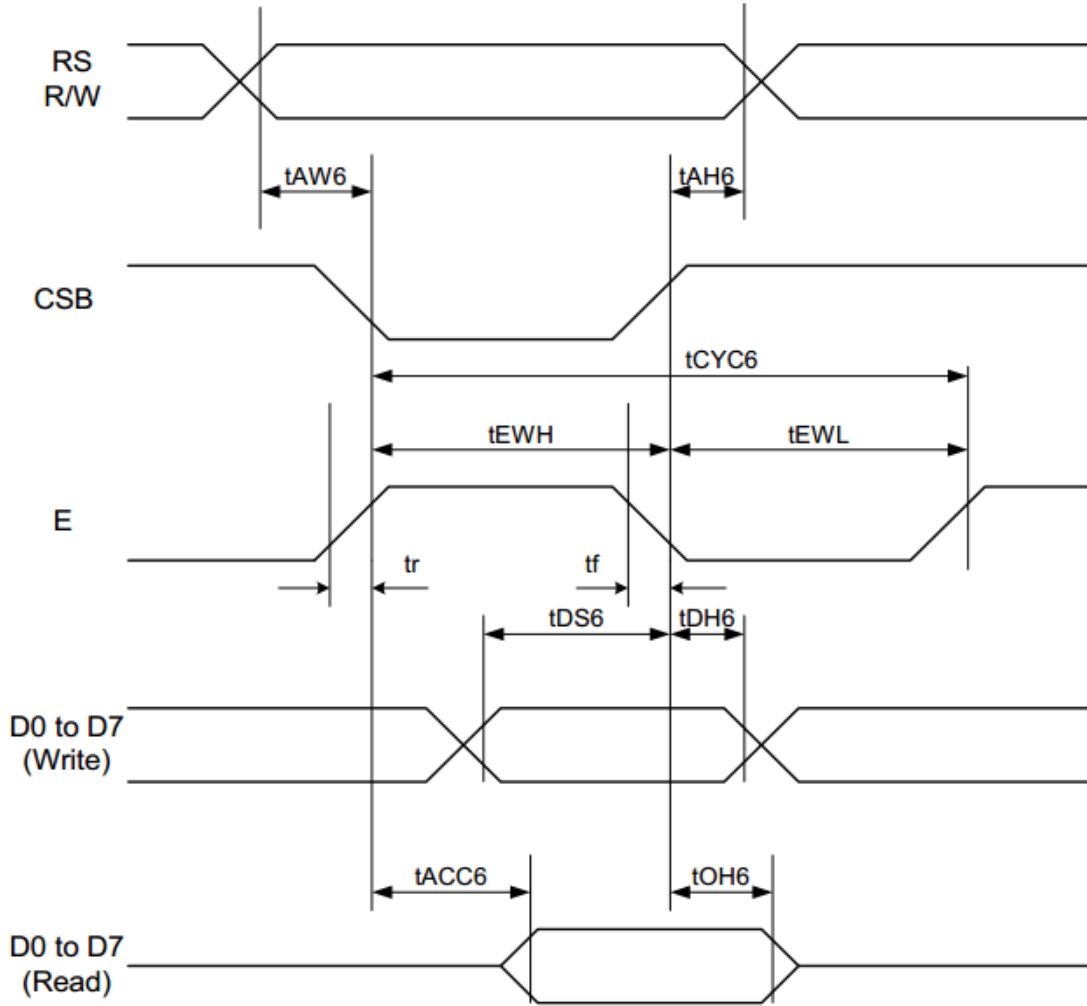 RS
R/W
tAW6
tAH6
CSB
tCYC6
tEWH
tEWL
E
tr
tf
tDS6
tDH6
D0 to D7
(Write)
tACC6
tOH6
D0 to D7
(Read)